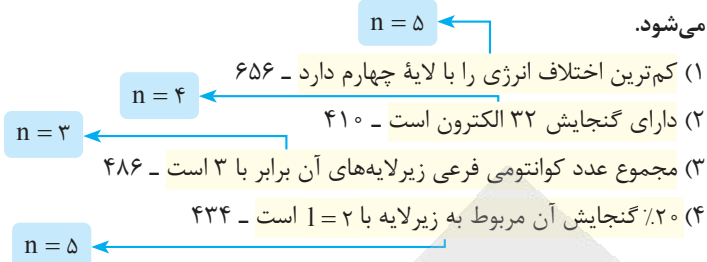 می‌شود.
n = ۵
۱) کم‌ترین اختلاف انرژی را با لایهٔ چهارم دارد ـ ۶۵۶
n = ۴
۲) دارای گنجایش ۳۲ الکترون است ـ ۴۱۰
n = ۳
۳) مجموع عدد کوانتومی فرعی زیرلایه‌های آن برابر با ۳ است ـ ۴۸۶
۴) ۲۰٪ گنجایش آن مربوط به زیرلایه با l = ۲ است ـ ۴۳۴
n = ۵